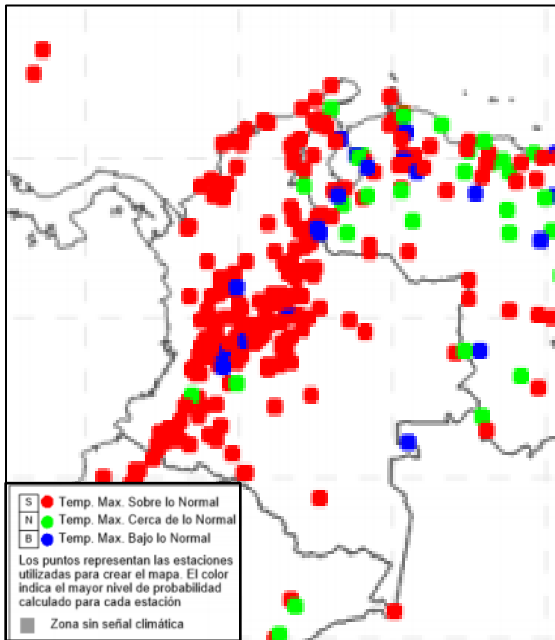 S Temp. Max. Sobre lo Normal
N Temp. Max. Cerca de lo Normal
B Temp. Max. Bajo lo Normal
Los puntos representan las estaciones
utilizadas para crear el mapa. El color
indica el mayor nivel de probabilidad
calculado para cada estación
Zona sin señal climática